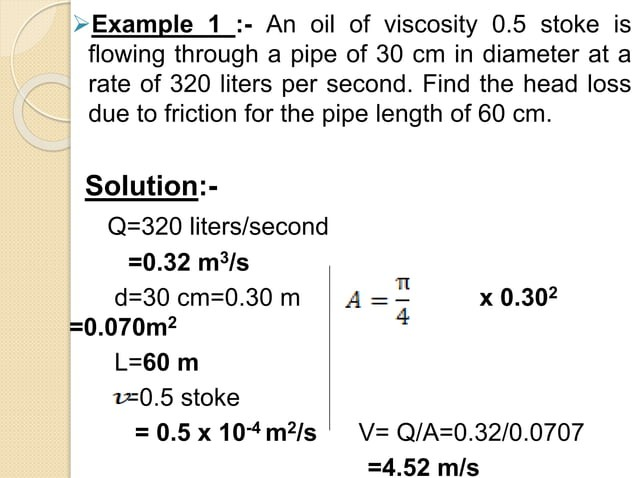 ➢Example 1 :- An oil of viscosity 0.5 stoke is
flowing through a pipe of 30 cm in diameter at a
rate of 320 liters per second. Find the head loss
due to friction for the pipe length of 60 cm.
Solution:-
Q=320 liters/second
=0.32 m³/s
d=30 cm=0.30 m A = π/4 x 0.30²
=0.070m²
L=60 m
𝜈=0.5 stoke
= 0.5 x 10⁻⁴ m²/s V= Q/A=0.32/0.0707
=4.52 m/s